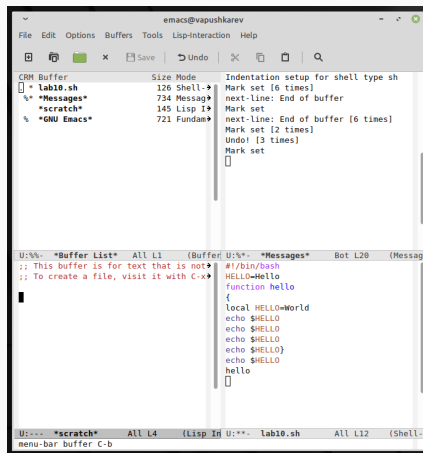 emacs@vapushkarev
File Edit Options Buffers Tools Lisp-Interaction Help
Save Undo
CRM Buffer Size Mode
. * lab10.sh 126 Shell-
%* *Messages* 734 Messag
*scratch* 145 Lisp I
% *GNU Emacs* 721 Fundam
U:%%- *Buffer List* All L1 (Buffer
Indentation setup for shell type sh
Mark set [6 times]
next-line: End of buffer
Mark set
next-line: End of buffer [6 times]
Mark set [2 times]
Undo! [3 times]
Mark set
U:%*- *Messages* Bot L20 (Messag
;; This buffer is for text that is not
;; To create a file, visit it with C-x
U:--- *scratch* All L4 (Lisp In
#!/bin/bash
HELLO=Hello
function hello
{
local HELLO=World
echo $HELLO
echo $HELLO
echo $HELLO
echo $HELLO}
echo $HELLO
hello
U:**- lab10.sh All L12 (Shell-
menu-bar buffer C-b